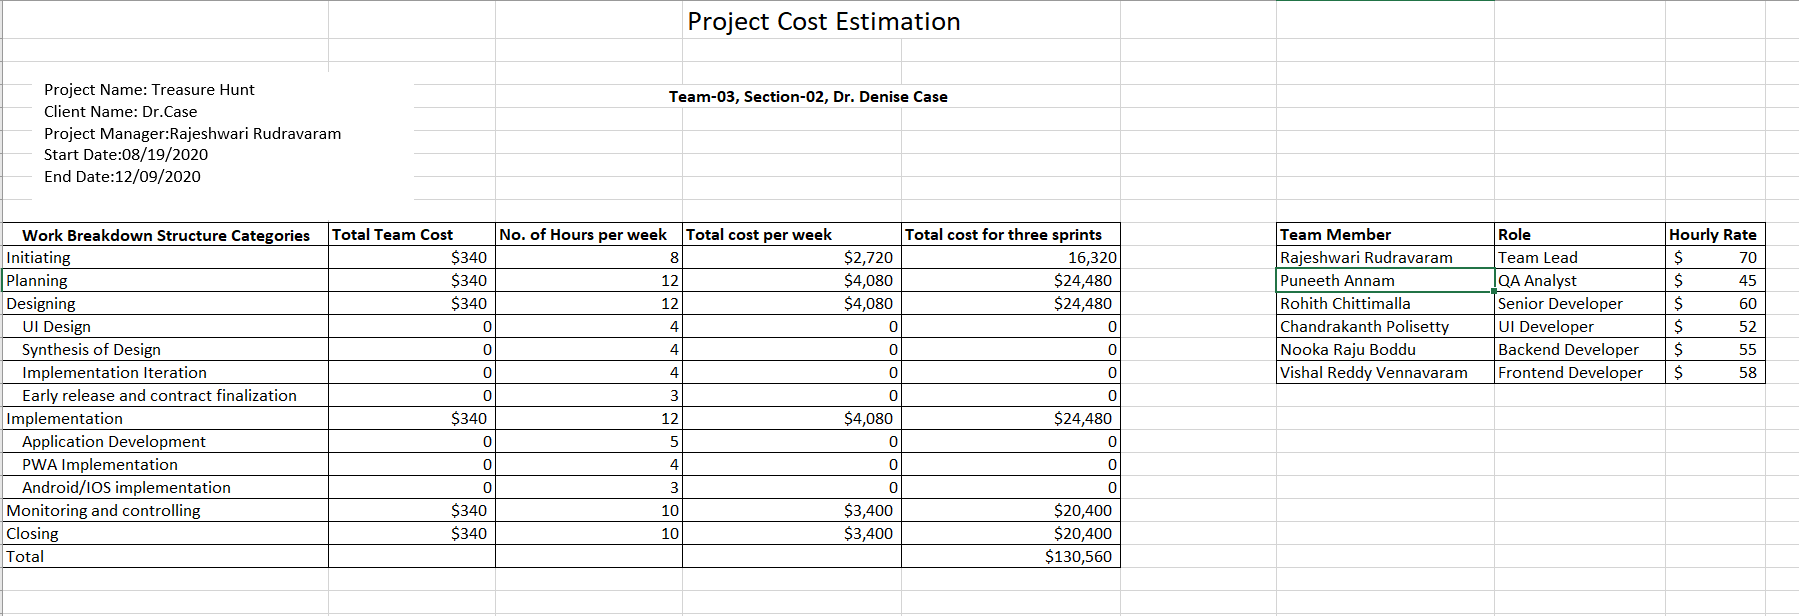 Project Cost Estimation
Project Name: Treasure Hunt
Client Name: Dr.Case
Project Manager:Rajeshwari Rudravaram
Start Date:08/19/2020
End Date:12/09/2020
Team-03, Section-02, Dr. Denise Case
Work Breakdown Structure Categories Total Team Cost No. of Hours per week Total cost per week Total cost for three sprints
Initiating $340 8 $2,720 16,320
Planning $340 12 $4,080 $24,480
Designing $340 12 $4,080 $24,480
UI Design 0 4 0 0
Synthesis of Design 0 4 0 0
Implementation Iteration 0 4 0 0
Early release and contract finalization 0 3 0 0
Implementation $340 12 $4,080 $24,480
Application Development 0 5 0 0
PWA Implementation 0 4 0 0
Android/IOS implementation 0 3 0 0
Monitoring and controlling $340 10 $3,400 $20,400
Closing $340 10 $3,400 $20,400
Total $130,560
Team Member Role Hourly Rate
Rajeshwari Rudravaram Team Lead $ 70
Puneeth Annam QA Analyst $ 45
Rohith Chittimalla Senior Developer $ 60
Chandrakanth Polisetty UI Developer $ 52
Nooka Raju Boddu Backend Developer $ 55
Vishal Reddy Vennavaram Frontend Developer $ 58